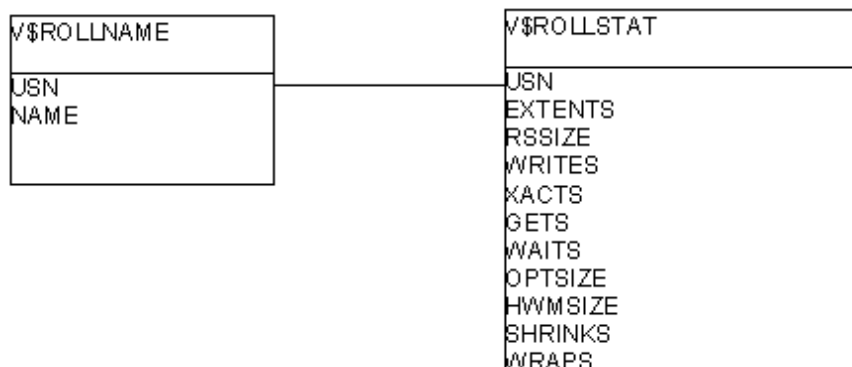 V$ROLLNAME
USN
NAME
V$ROLLSTAT
USN
EXTENTS
RSSIZE
WRITES
XACTS
GETS
WAITS
OPTSIZE
HWMSIZE
SHRINKS
WRAPS